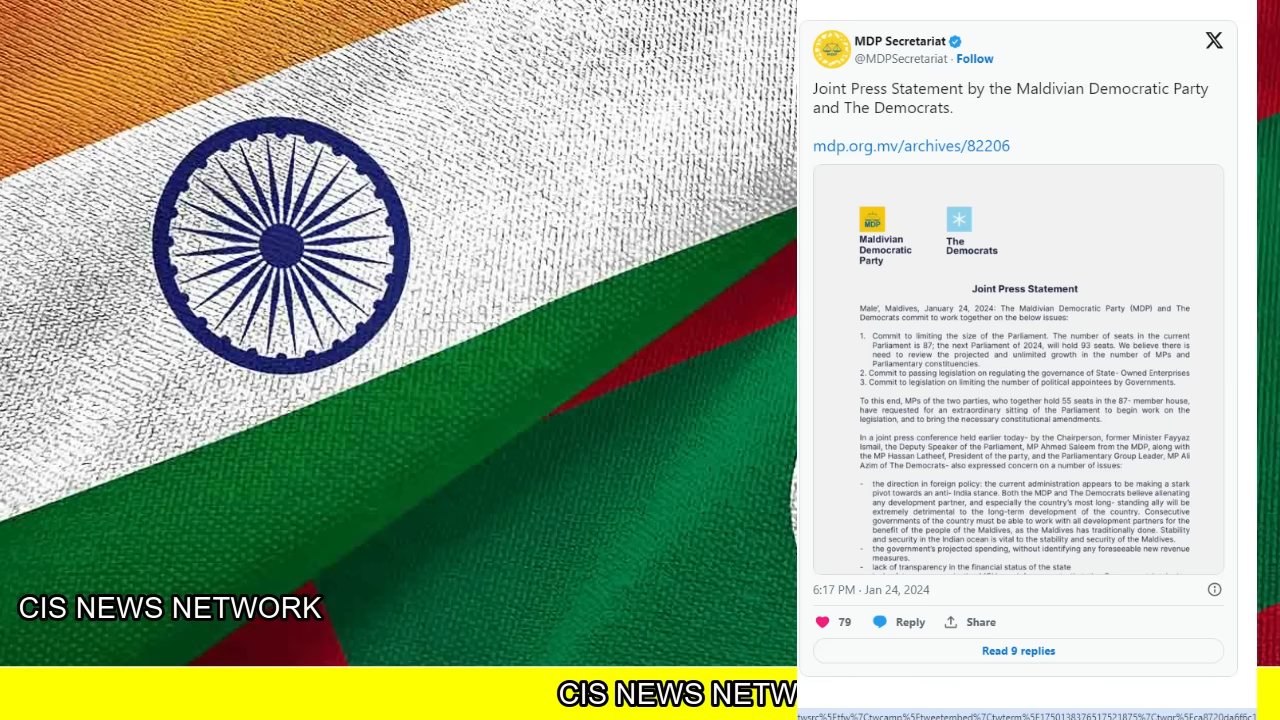 MDP Secretariat
@MDPSecretariat · Follow
Joint Press Statement by the Maldivian Democratic Party
and The Democrats.
mdp.org.mv/archives/82206
MDP
Maldivian
Democratic
Party
The
Democrats
Joint Press Statement
Male', Maldives, January 24, 2024: The Maldivian Democratic Party (MDP) and The
Democrats commit to work together on the below issues:
1. Commit to limiting the size of the Parliament. The number of seats in the current
Parliament is 87; the next Parliament of 2024, will hold 93 seats. We believe there is
need to review the projected and unlimited growth in the number of MPs and
Parliamentary constituencies.
2. Commit to passing legislation on regulating the governance of State- Owned Enterprises
3. Commit to legislation on limiting the number of political appointees by Governments.
To this end, MPs of the two parties, who together hold 55 seats in the 87- member house,
have requested for an extraordinary sitting of the Parliament to begin work on the
legislation, and to bring the necessary constitutional amendments.
In a joint press conference held earlier today- by the Chairperson, former Minister Fayyaz
Ismail, the Deputy Speaker of the Parliament, MP Ahmed Saleem from the MDP, along with
the MP Hassan Latheef, President of the party, and the Parliamentary Group Leader, MP Ali
Azim of The Democrats- also expressed concern on a number of issues:
- the direction in foreign policy: the current administration appears to be making a stark
pivot towards an anti- India stance. Both the MDP and The Democrats believe alienating
any development partner, and especially the country's most long- standing ally will be
extremely detrimental to the long-term development of the country. Consecutive
governments of the country must be able to work with all development partners for the
benefit of the people of the Maldives, as the Maldives has traditionally done. Stability
and security in the Indian ocean is vital to the stability and security of the Maldives.
- the government's projected spending, without identifying any foreseeable new revenue
measures.
- lack of transparency in the financial status of the state
6:17 PM · Jan 24, 2024
79 Reply Share
Read 9 replies
CIS NEWS NETWORK
CIS NEWS NETW